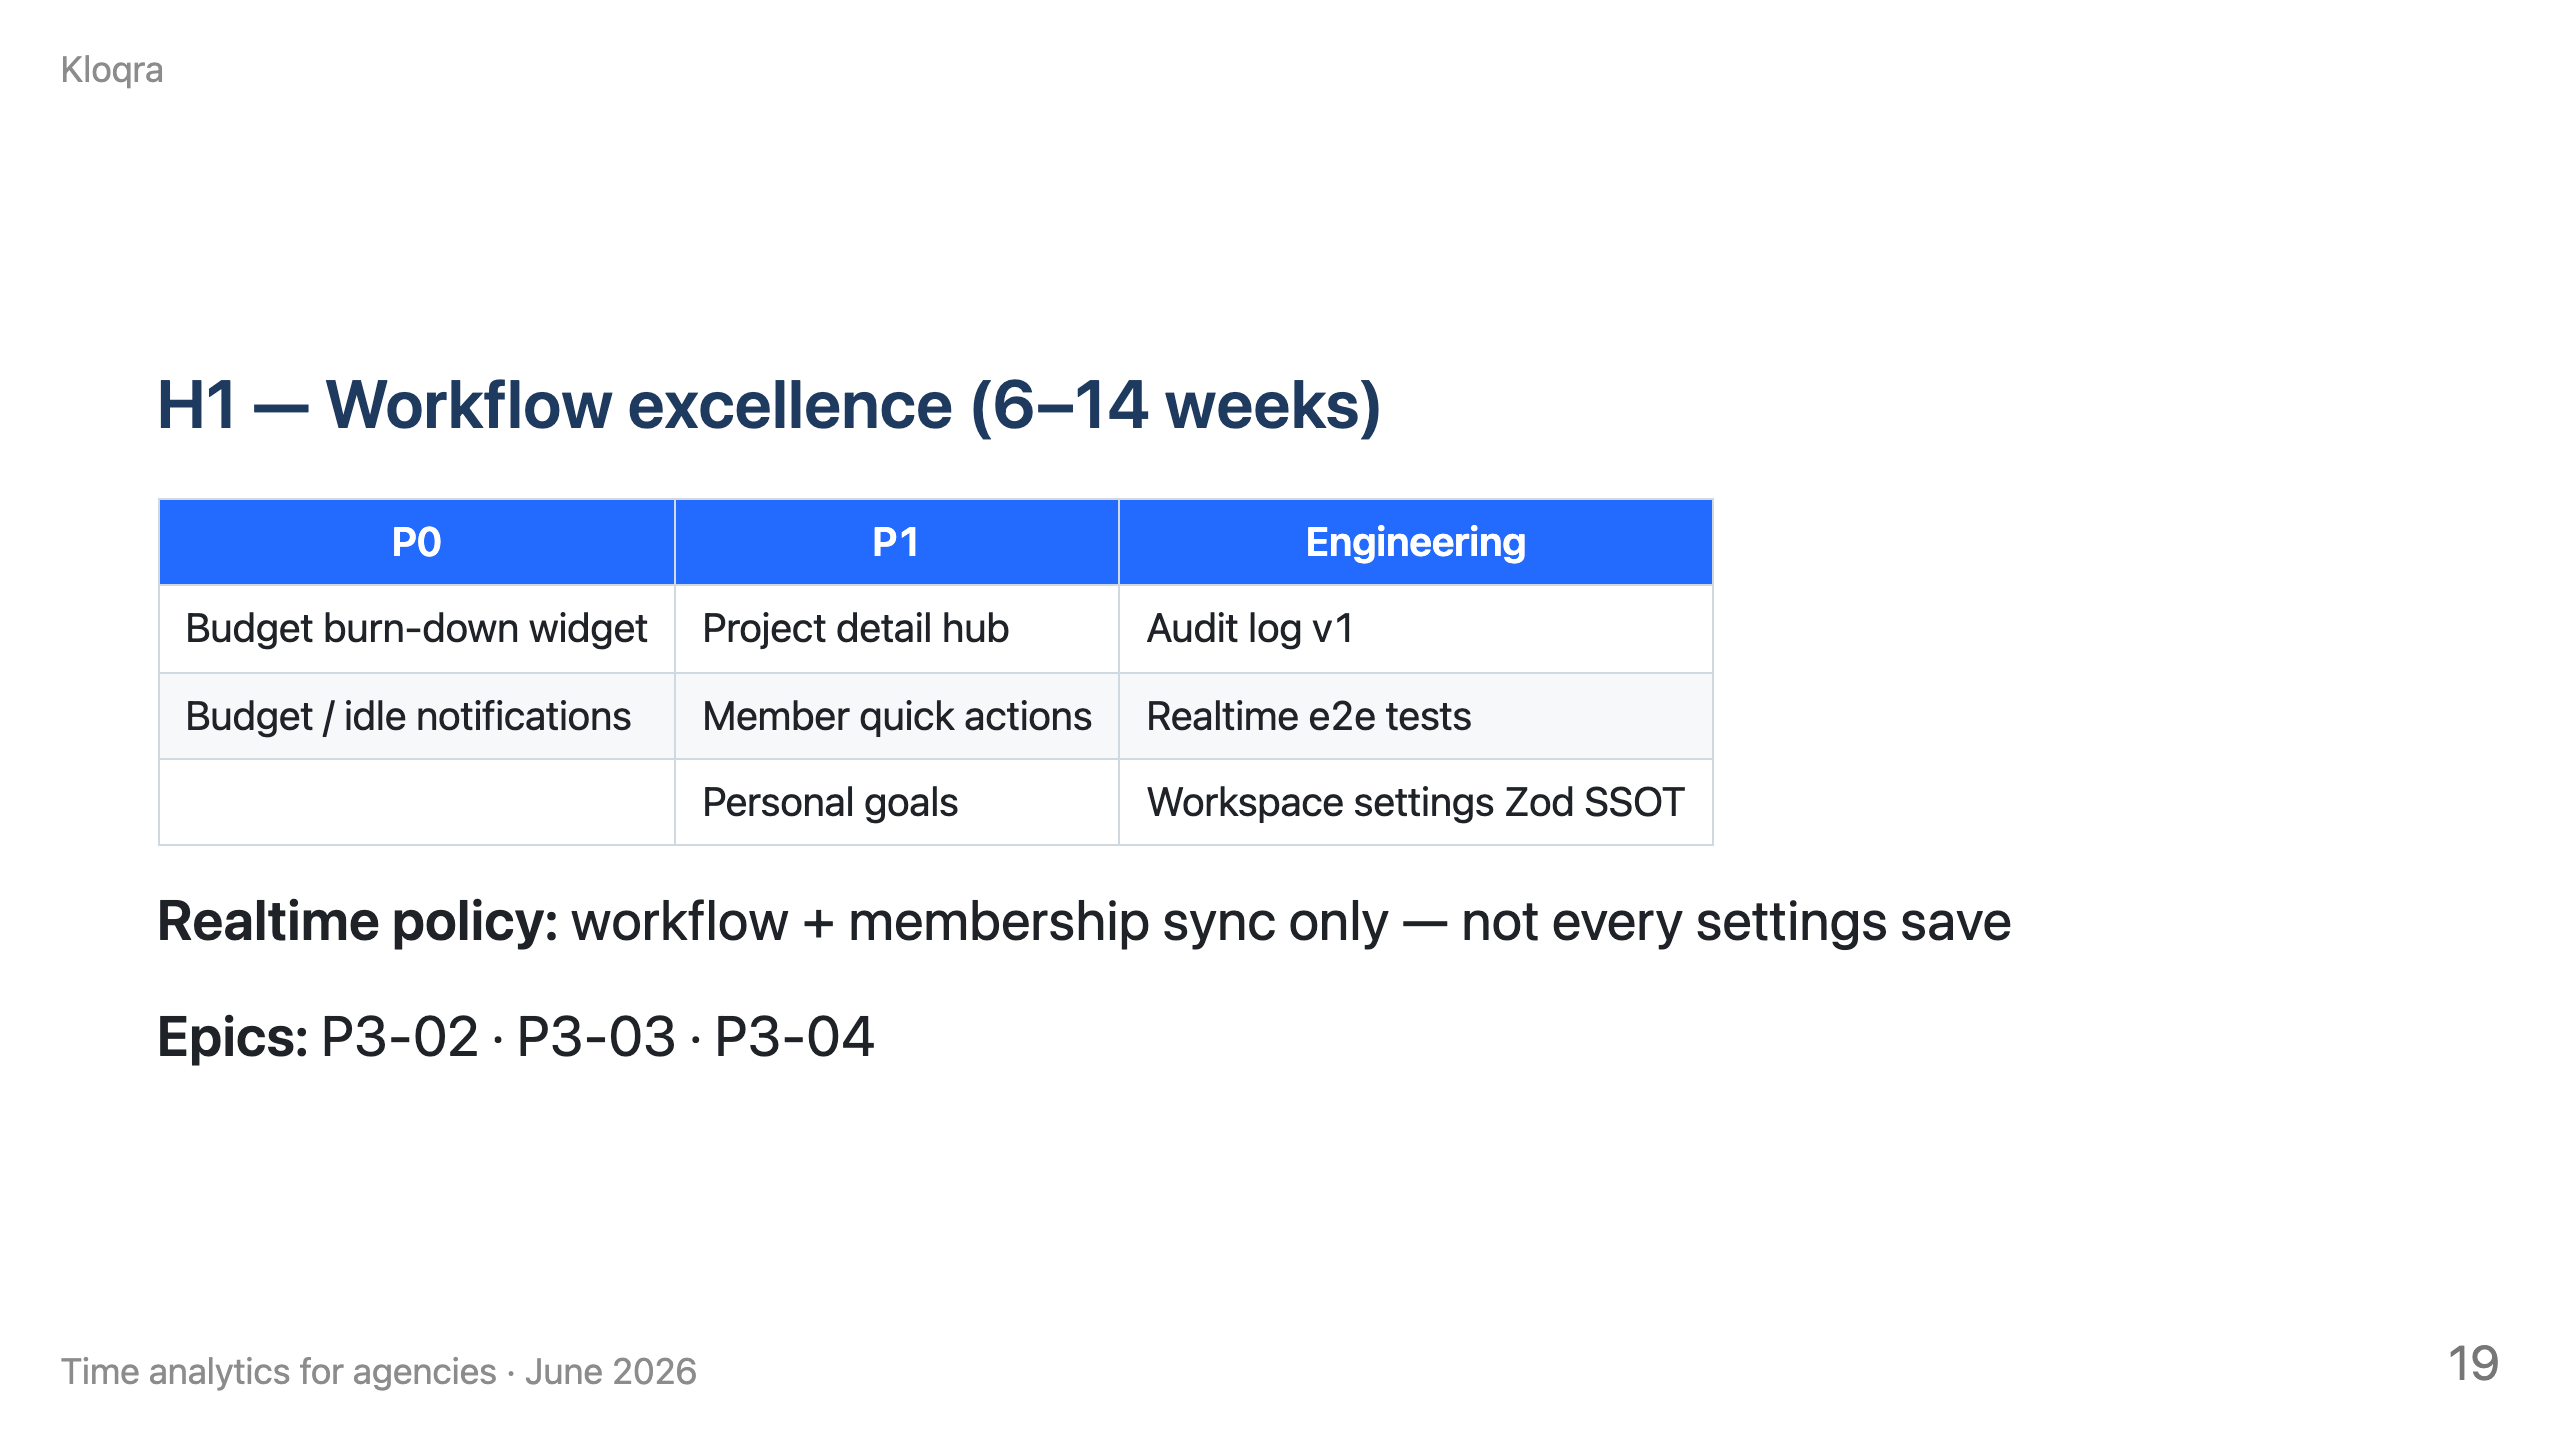 Kloqra
H1 — Workflow excellence (6–14 weeks)
P0 P1 Engineering
Budget burn-down widget Project detail hub Audit log v1
Budget / idle notifications Member quick actions Realtime e2e tests
Personal goals Workspace settings Zod SSOT
Realtime policy: workflow + membership sync only — not every settings save
Epics: P3-02 · P3-03 · P3-04
Time analytics for agencies · June 2026
19